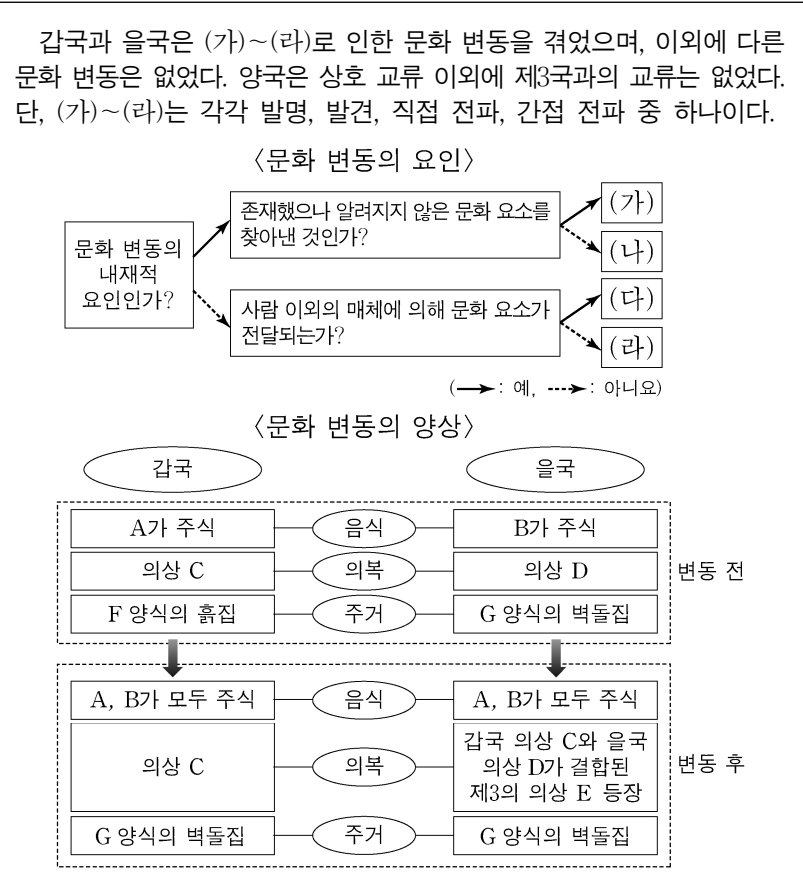 갑국과 을국은 (가)~(라)로 인한 문화 변동을 겪었으며, 이외에 다른
문화 변동은 없었다. 양국은 상호 교류 이외에 제3국과의 교류는 없었다.
단, (가)~(라)는 각각 발명, 발견, 직접 전파, 간접 전파 중 하나이다.
〈문화 변동의 요인〉
문화 변동의
내재적
요인인가?
존재했으나 알려지지 않은 문화 요소를
찾아낸 것인가?
(가)
(나)
사람 이외의 매체에 의해 문화 요소가
전달되는가?
(다)
(라)
( : 예, : 아니요)
〈문화 변동의 양상〉
갑국 을국
A가 주식 음식 B가 주식
의상 C 의복 의상 D
변동 전
F 양식의 흙집 주거 G 양식의 벽돌집
A, B가 모두 주식 음식 A, B가 모두 주식
의상 C 의복
갑국 의상 C와 을국
의상 D가 결합된
제3의 의상 E 등장
변동 후
G 양식의 벽돌집 주거 G 양식의 벽돌집